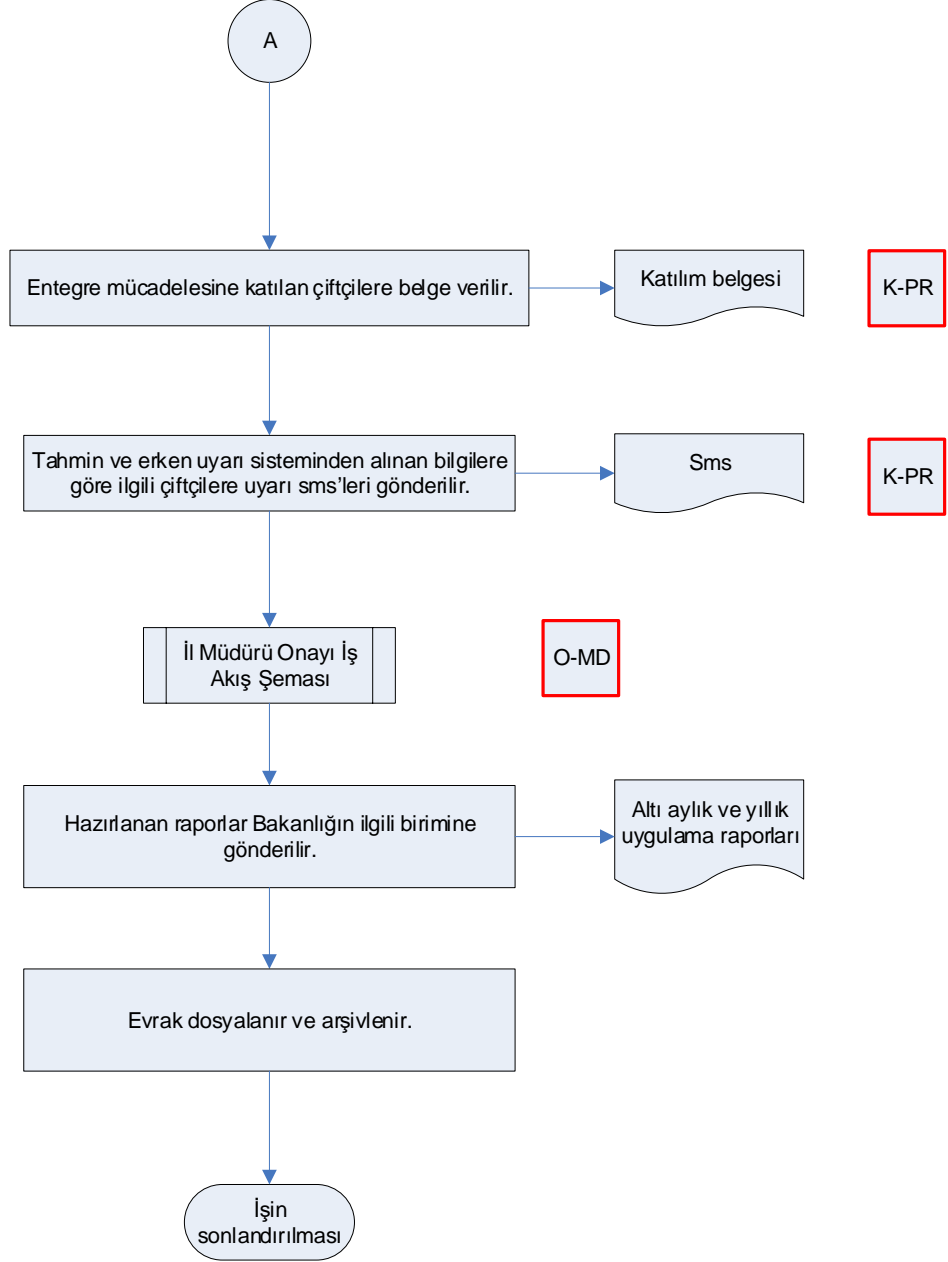 A
Entegre mücadelesine katılan çiftçilere belge verilir.
Katılım belgesi
K-PR
Tahmin ve erken uyarı sisteminden alınan bilgilere
göre ilgili çiftçilere uyarı sms'leri gönderilir.
Sms
K-PR
İl Müdürü Onayı İş
Akış Şeması
O-MD
Hazırlanan raporlar Bakanlığın ilgili birimine
gönderilir.
Altı aylık ve yıllık
uygulama raporları
Evrak dosyalanır ve arşivlenir.
İşin
sonlandırılması